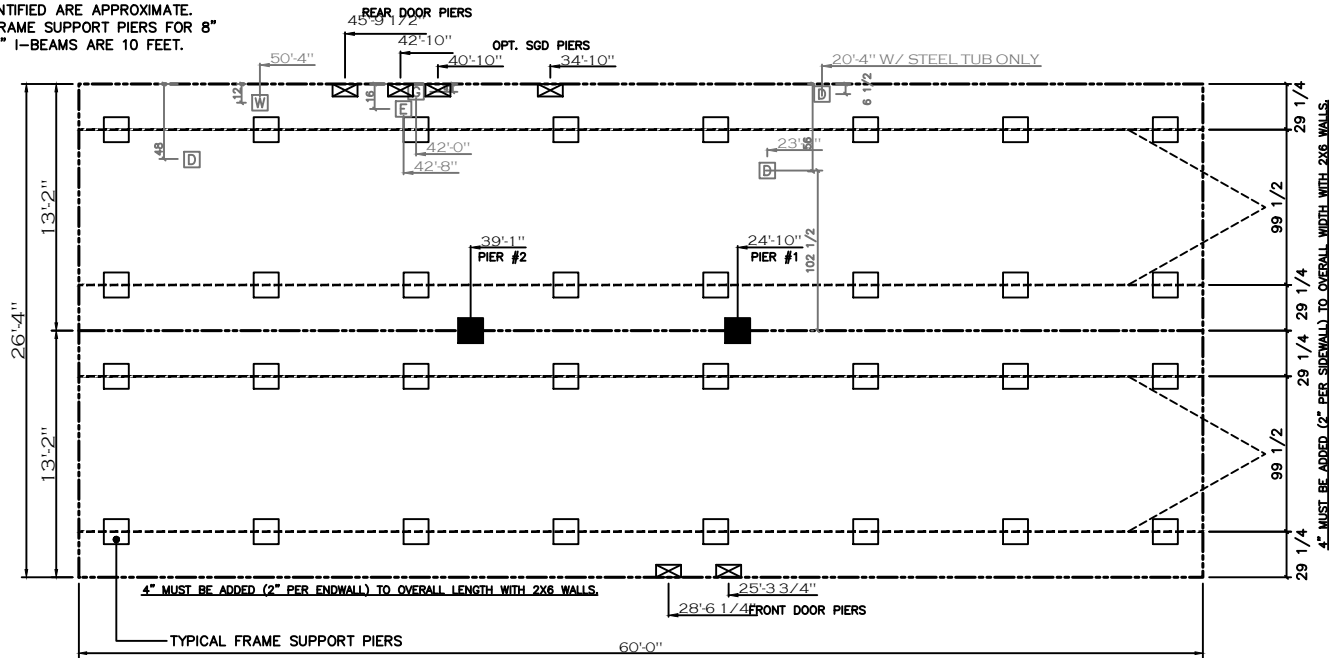 NTIFIED ARE APPROXIMATE.
RAME SUPPORT PIERS FOR 8"
" I-BEAMS ARE 10 FEET.
REAR DOOR PIERS
45'-9 1/2"
42'-10"
OPT. SGD PIERS
40'-10"
34'-10"
50'-4"
20'-4" W/ STEEL TUB ONLY
12
W
16
E
G
D
6 1/2
48
D
42'-0"
42'-8"
56
D
102 1/2
39'-1"
PIER #2
24'-10"
PIER #1
13'-2"
26'-4"
13'-2"
29 1/4
99 1/2
29 1/4
29 1/4
99 1/2
29 1/4
4" MUST BE ADDED (2" PER SIDEWALL) TO OVERALL WIDTH WITH 2X6 WALLS.
4" MUST BE ADDED (2" PER ENDWALL) TO OVERALL LENGTH WITH 2X6 WALLS.
25'-3 3/4"
28'-6 1/4"
FRONT DOOR PIERS
TYPICAL FRAME SUPPORT PIERS
60'-0"